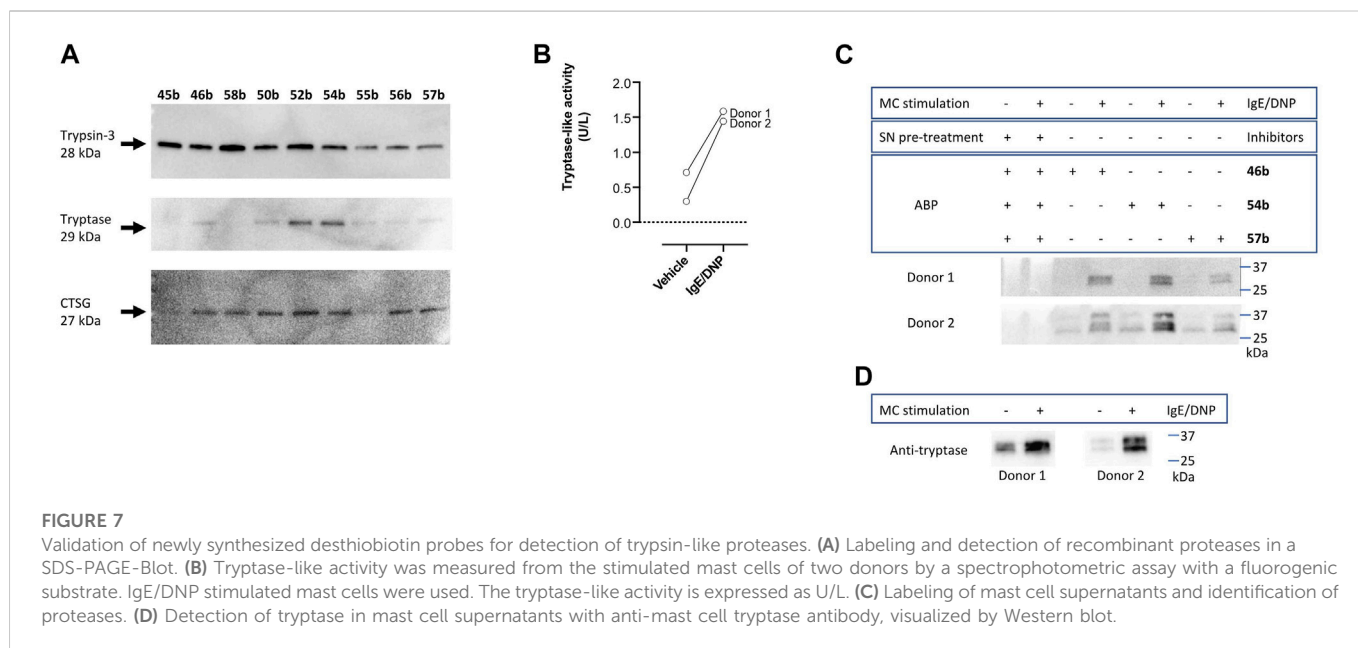 A
45b 46b 58b 50b 52b 54b 55b 56b 57b
Trypsin-3
28 kDa
Tryptase
29 kDa
CTSG
27 kDa
B
Tryptase-like activity
(U/L)
2.0
1.5
1.0
0.5
0.0
Donor 1
Donor 2
Vehicle
IgE/DNP
C
MC stimulation - + - + - + - + IgE/DNP
SN pre-treatment + + - - - - - - Inhibitors
+ + + + - - - - 46b
ABP + + - - + + - - 54b
+ + - - - - + + 57b
Donor 1
37
25
Donor 2
37
25
kDa
D
MC stimulation - + - + IgE/DNP
Anti-tryptase
37
25
kDa
Donor 1 Donor 2
FIGURE 7
Validation of newly synthesized desthiobiotin probes for detection of trypsin-like proteases. (A) Labeling and detection of recombinant proteases in a
SDS-PAGE-Blot. (B) Tryptase-like activity was measured from the stimulated mast cells of two donors by a spectrophotometric assay with a fluorogenic
substrate. IgE/DNP stimulated mast cells were used. The tryptase-like activity is expressed as U/L. (C) Labeling of mast cell supernatants and identification of
proteases. (D) Detection of tryptase in mast cell supernatants with anti-mast cell tryptase antibody, visualized by Western blot.